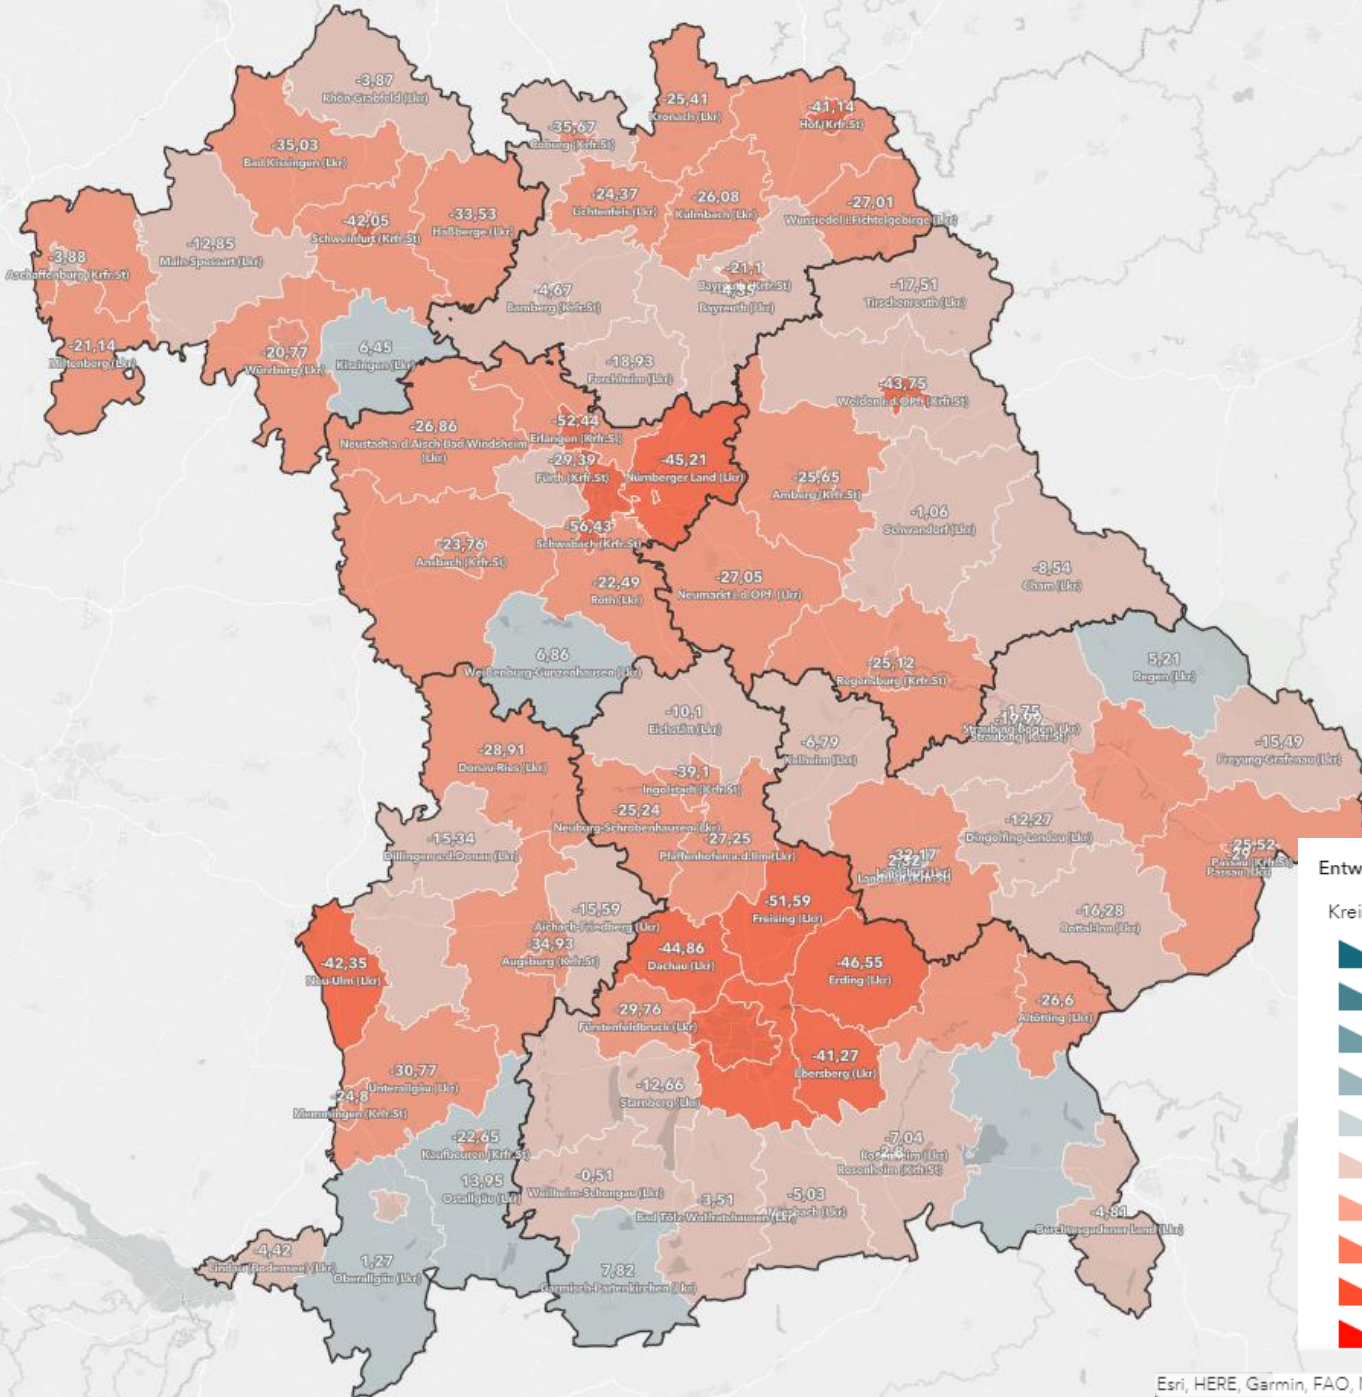 -3,87
Rhön-Grabfeld (Lkr)
-25,41
Kronach (Lkr)
-41,14
Hof (Krfr.St)
-35,67
Coburg (Krfr.St)
-35,03
Bad Kissingen (Lkr)
-24,37
Lichtenfels (Lkr)
-26,08
Kulmbach (Lkr)
-27,01
Wunsiedel i.Fichtelgebirge (Lkr)
-42,05
Schweinfurt (Krfr.St)
-33,53
Haßberge (Lkr)
-12,85
Main-Spessart (Lkr)
-3,88
Aschaffenburg (Krfr.St)
-21,1
Bayreuth (Krfr.St)
Bayreuth (Lkr)
-4,67
Bamberg (Krfr.St)
-17,51
Tirschenreuth (Lkr)
-21,14
Miltenberg (Lkr)
-20,77
Würzburg (Lkr)
6,45
Kitzingen (Lkr)
-18,93
Forchheim (Lkr)
-43,75
Weiden i.d.OPf. (Krfr.St)
-26,86
Neustadt a.d.Aisch-Bad Windsheim
(Lkr)
-52,44
Erlangen (Krfr.St)
-29,39
Fürth (Krfr.St)
-45,21
Nürnberger Land (Lkr)
-25,65
Amberg (Krfr.St)
-1,06
Schwandorf (Lkr)
-56,43
Schwabach (Krfr.St)
-23,76
Ansbach (Krfr.St)
-22,49
Roth (Lkr)
-27,05
Neumarkt i.d.OPf. (Lkr)
-8,54
Cham (Lkr)
6,86
Weißenburg-Gunzenhausen (Lkr)
-25,12
Regensburg (Krfr.St)
5,21
Regen (Lkr)
-10,1
Eichstätt (Lkr)
-1,75
Straubing-Bogen (Lkr)
Straubing (Krfr.St)
-6,79
Kelheim (Lkr)
-15,49
Freyung-Grafenau (Lkr)
-28,91
Donau-Ries (Lkr)
-39,1
Ingolstadt (Krfr.St)
-25,24
Neuburg-Schrobenhausen (Lkr)
-27,25
Pfaffenhofen a.d.Ilm (Lkr)
-12,27
Dingolfing-Landau (Lkr)
-15,34
Dillingen a.d.Donau (Lkr)
Landshut (Krfr.St)
-25,52
Passau (Krfr.St)
Passau (Lkr)
-51,59
Freising (Lkr)
-15,59
Aichach-Friedberg (Lkr)
-16,28
Rottal-Inn (Lkr)
-34,93
Augsburg (Krfr.St)
-44,86
Dachau (Lkr)
-46,55
Erding (Lkr)
-42,35
Neu-Ulm (Lkr)
-29,76
Fürstenfeldbruck (Lkr)
-26,6
Altötting (Lkr)
-41,27
Ebersberg (Lkr)
-30,77
Unterallgäu (Lkr)
-24,8
Memmingen (Krfr.St)
-12,66
Starnberg (Lkr)
-22,65
Kaufbeuren (Krfr.St)
-7,04
Rosenheim (Lkr)
Rosenheim (Krfr.St)
13,95
Ostallgäu (Lkr)
-0,51
Weilheim-Schongau (Lkr)
-3,51
Bad Tölz-Wolfratshausen (Lkr)
-5,03
Miesbach (Lkr)
-4,81
Berchtesgadener Land (Lkr)
-4,42
Lindau (Bodensee) (Lkr)
1,27
Oberallgäu (Lkr)
7,82
Garmisch-Partenkirchen (Lkr)
Entw
Krei
Esri, HERE, Garmin, FAO,